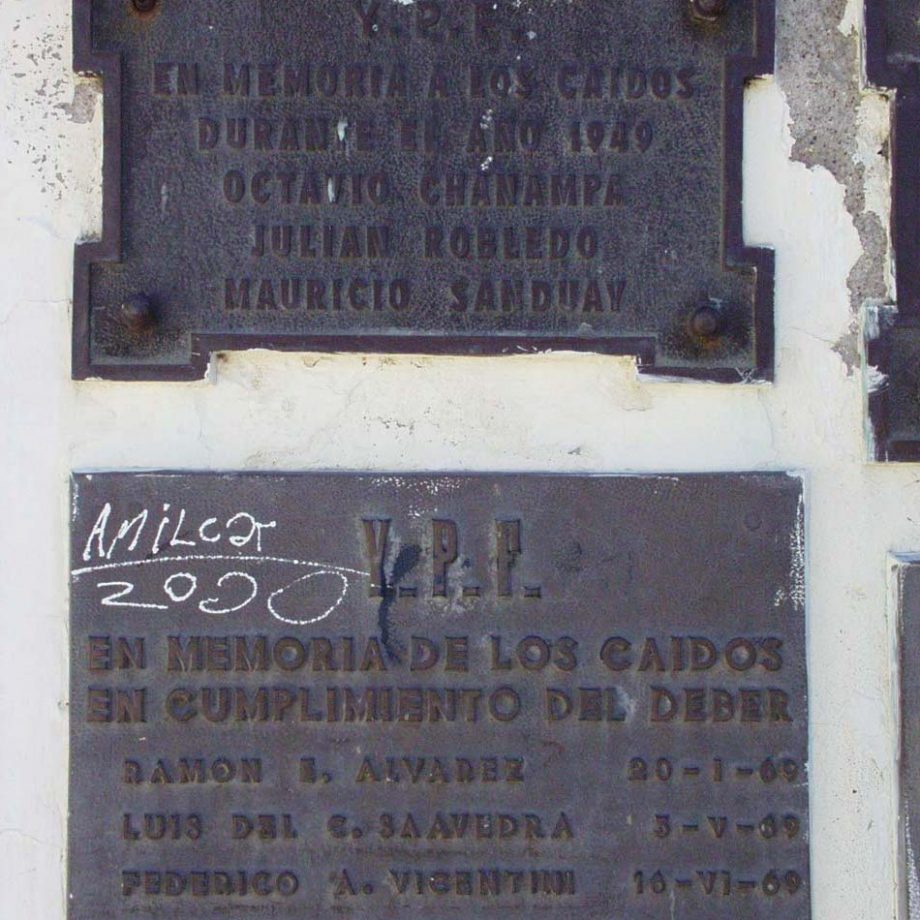 Y.P.F.
EN MEMORIA A LOS CAIDOS
DURANTE EL AÑO 1949
OCTAVIO CHANAMPA
JULIAN ROBLEDO
MAURICIO SANDUAY
AMiLCar
2000
Y.P.F.
EN MEMORIA DE LOS CAIDOS
EN CUMPLIMIENTO DEL DEBER
RAMON E. ALVAREZ 20-I-69
LUIS DEL C. SAAVEDRA 3-V-69
FEDERICO A. VICENTINI 16-VI-69